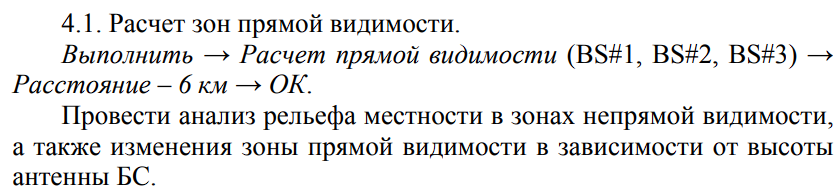 4.1. Расчет зон прямой видимости.
Выполнить → Расчет прямой видимости (BS#1, BS#2, BS#3) →
Расстояние – 6 км → ОК.
Провести анализ рельефа местности в зонах непрямой видимости,
а также изменения зоны прямой видимости в зависимости от высоты
антенны БС.